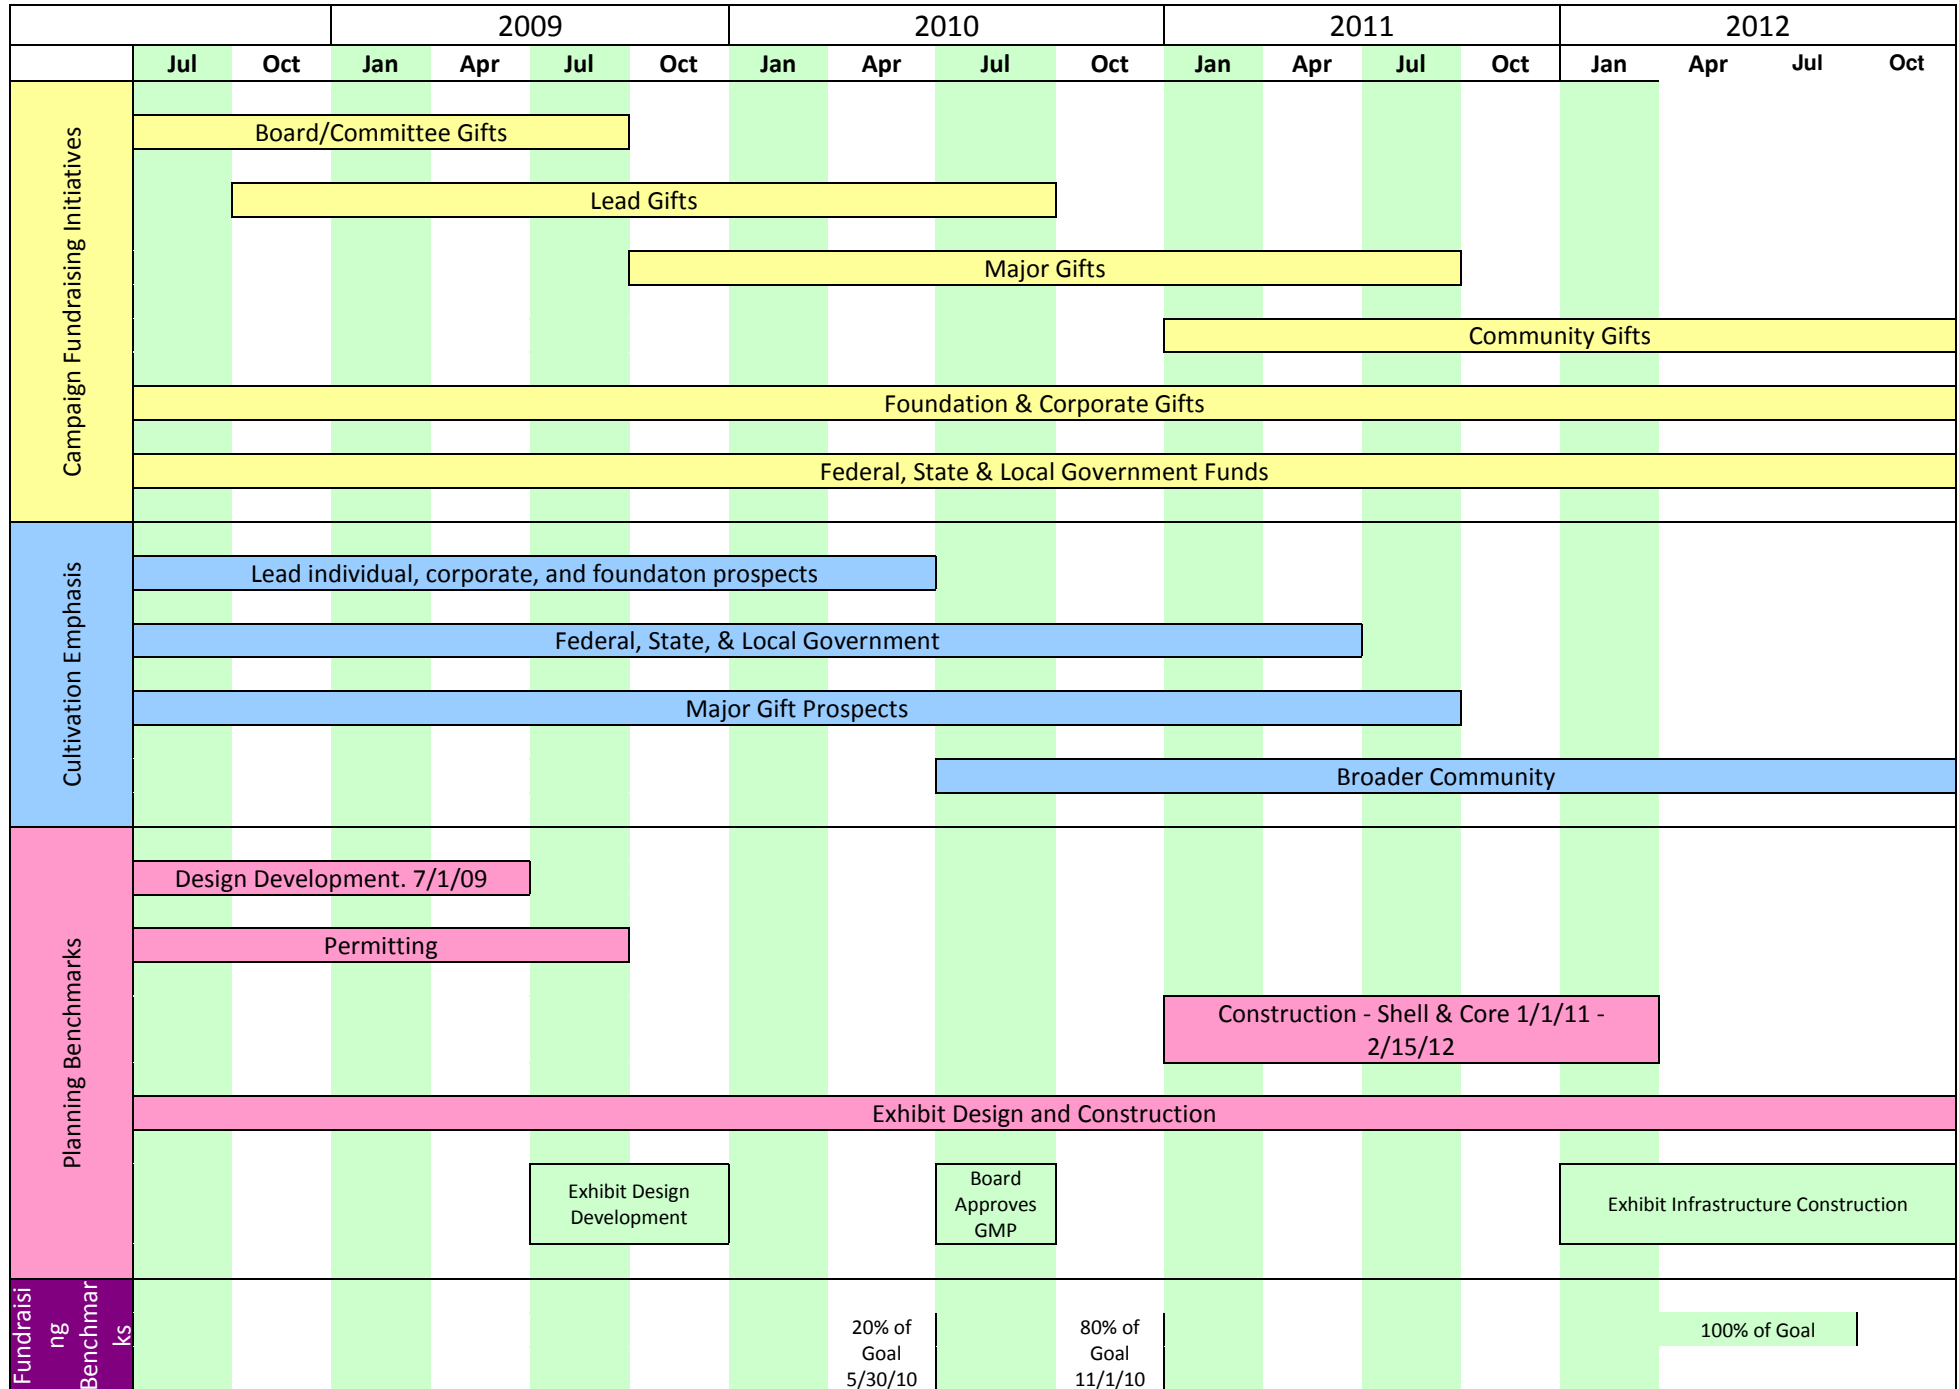 2009 2010 2011 2012
Jul Oct Jan Apr Jul Oct Jan Apr Jul Oct Jan Apr Jul Oct Jan Apr Jul Oct
Campaign Fundraising Initiatives
Board/Committee Gifts
Lead Gifts
Major Gifts
Community Gifts
Foundation & Corporate Gifts
Federal, State & Local Government Funds
Cultivation Emphasis
Lead individual, corporate, and foundaton prospects
Federal, State, & Local Government
Major Gift Prospects
Broader Community
Planning Benchmarks
Design Development. 7/1/09
Permitting
Construction - Shell & Core 1/1/11 -
2/15/12
Exhibit Design and Construction
Exhibit Design
Development
Board
Approves
GMP
Exhibit Infrastructure Construction
Fundraisi
ng
Benchmar
ks
20% of
Goal
5/30/10
80% of
Goal
11/1/10
100% of Goal